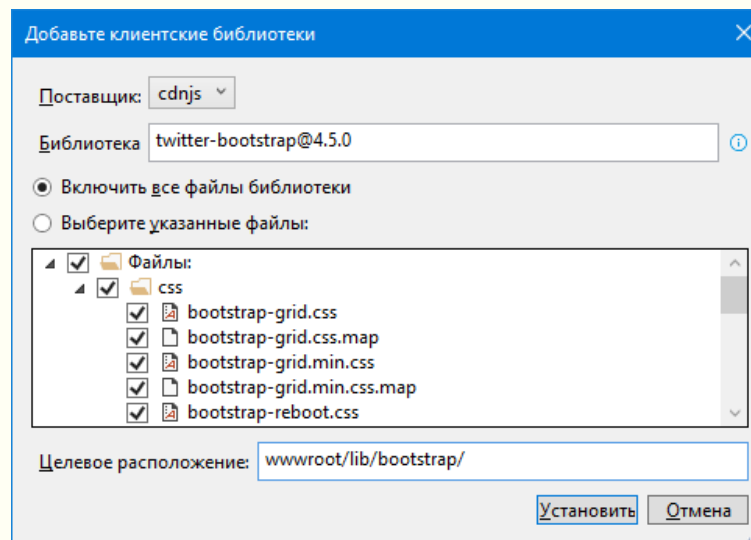 Добавьте клиентские библиотеки
Поставщик: cdnjs
Библиотека twitter-bootstrap@4.5.0
Включить все файлы библиотеки
Выберите указанные файлы:
Файлы:
css
bootstrap-grid.css
bootstrap-grid.css.map
bootstrap-grid.min.css
bootstrap-grid.min.css.map
bootstrap-reboot.css
Целевое расположение: wwwroot/lib/bootstrap/
Установить Отмена